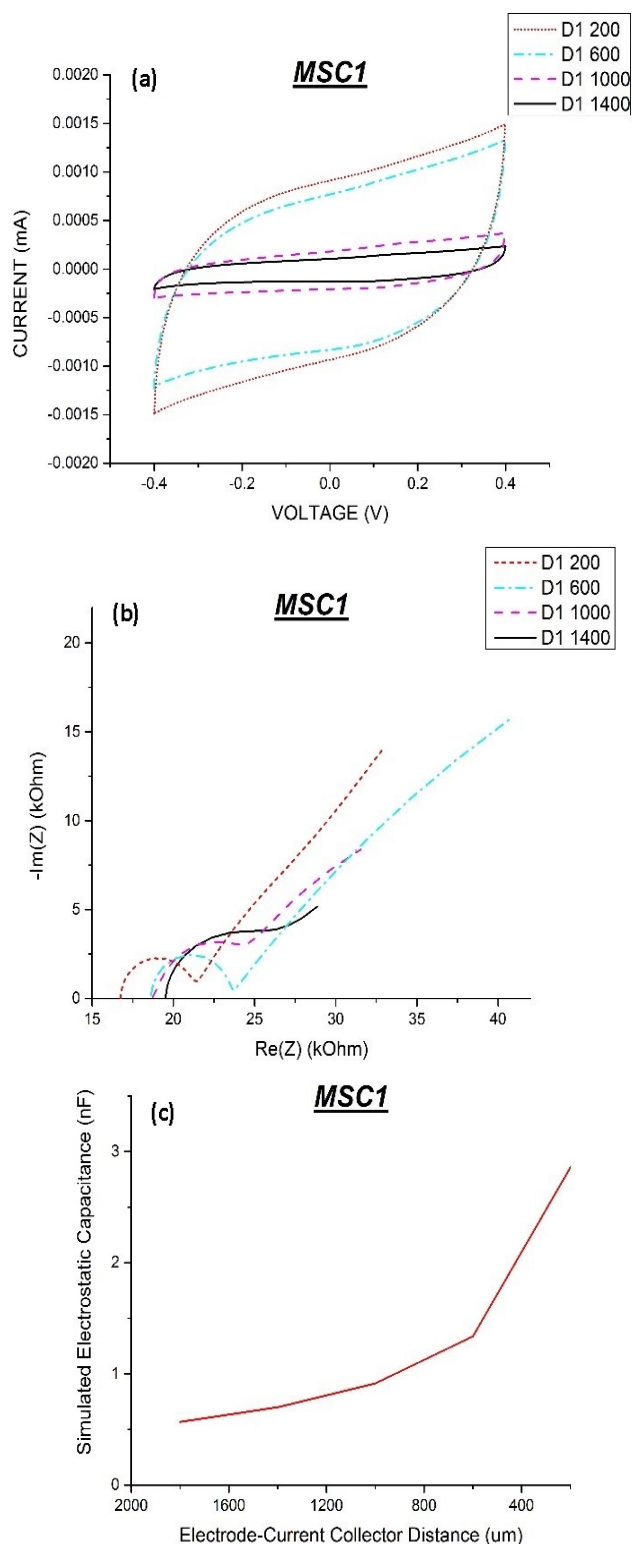 D1 200
D1 600
D1 1000
D1 1400
(a)
MSC1
0.0020
0.0015
0.0010
0.0005
0.0000
-0.0005
-0.0010
-0.0015
-0.0020
CURRENT (mA)
-0.4 -0.2 0.0 0.2 0.4
VOLTAGE (V)
D1 200
D1 600
D1 1000
D1 1400
(b)
MSC1
20
15
10
5
0
-Im(Z) (kOhm)
15 20 25 30 35 40
Re(Z) (kOhm)
MSC1
(c)
3
2
1
0
Simulated Electrostatic Capacitance (nF)
2000 1600 1200 800 400
Electrode-Current Collector Distance (um)